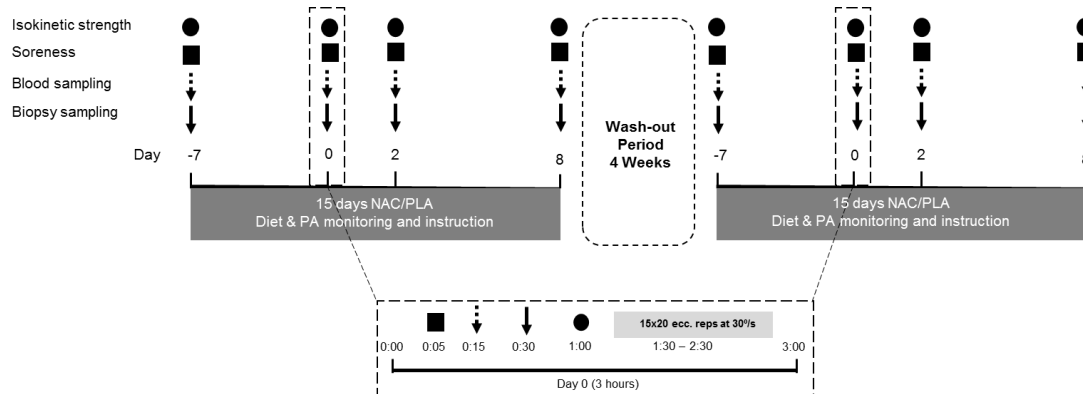 Isokinetic strength
Soreness
Blood sampling
Biopsy sampling
Day -7 0 2 8
15 days NAC/PLA
Diet & PA monitoring and instruction
Wash-out
Period
4 Weeks
-7 0 2
15 days NAC/PLA
Diet & PA monitoring and instruction
15x20 ecc. reps at 30º/s
0:00 0:05 0:15 0:30 1:00 1:30 – 2:30 3:00
Day 0 (3 hours)